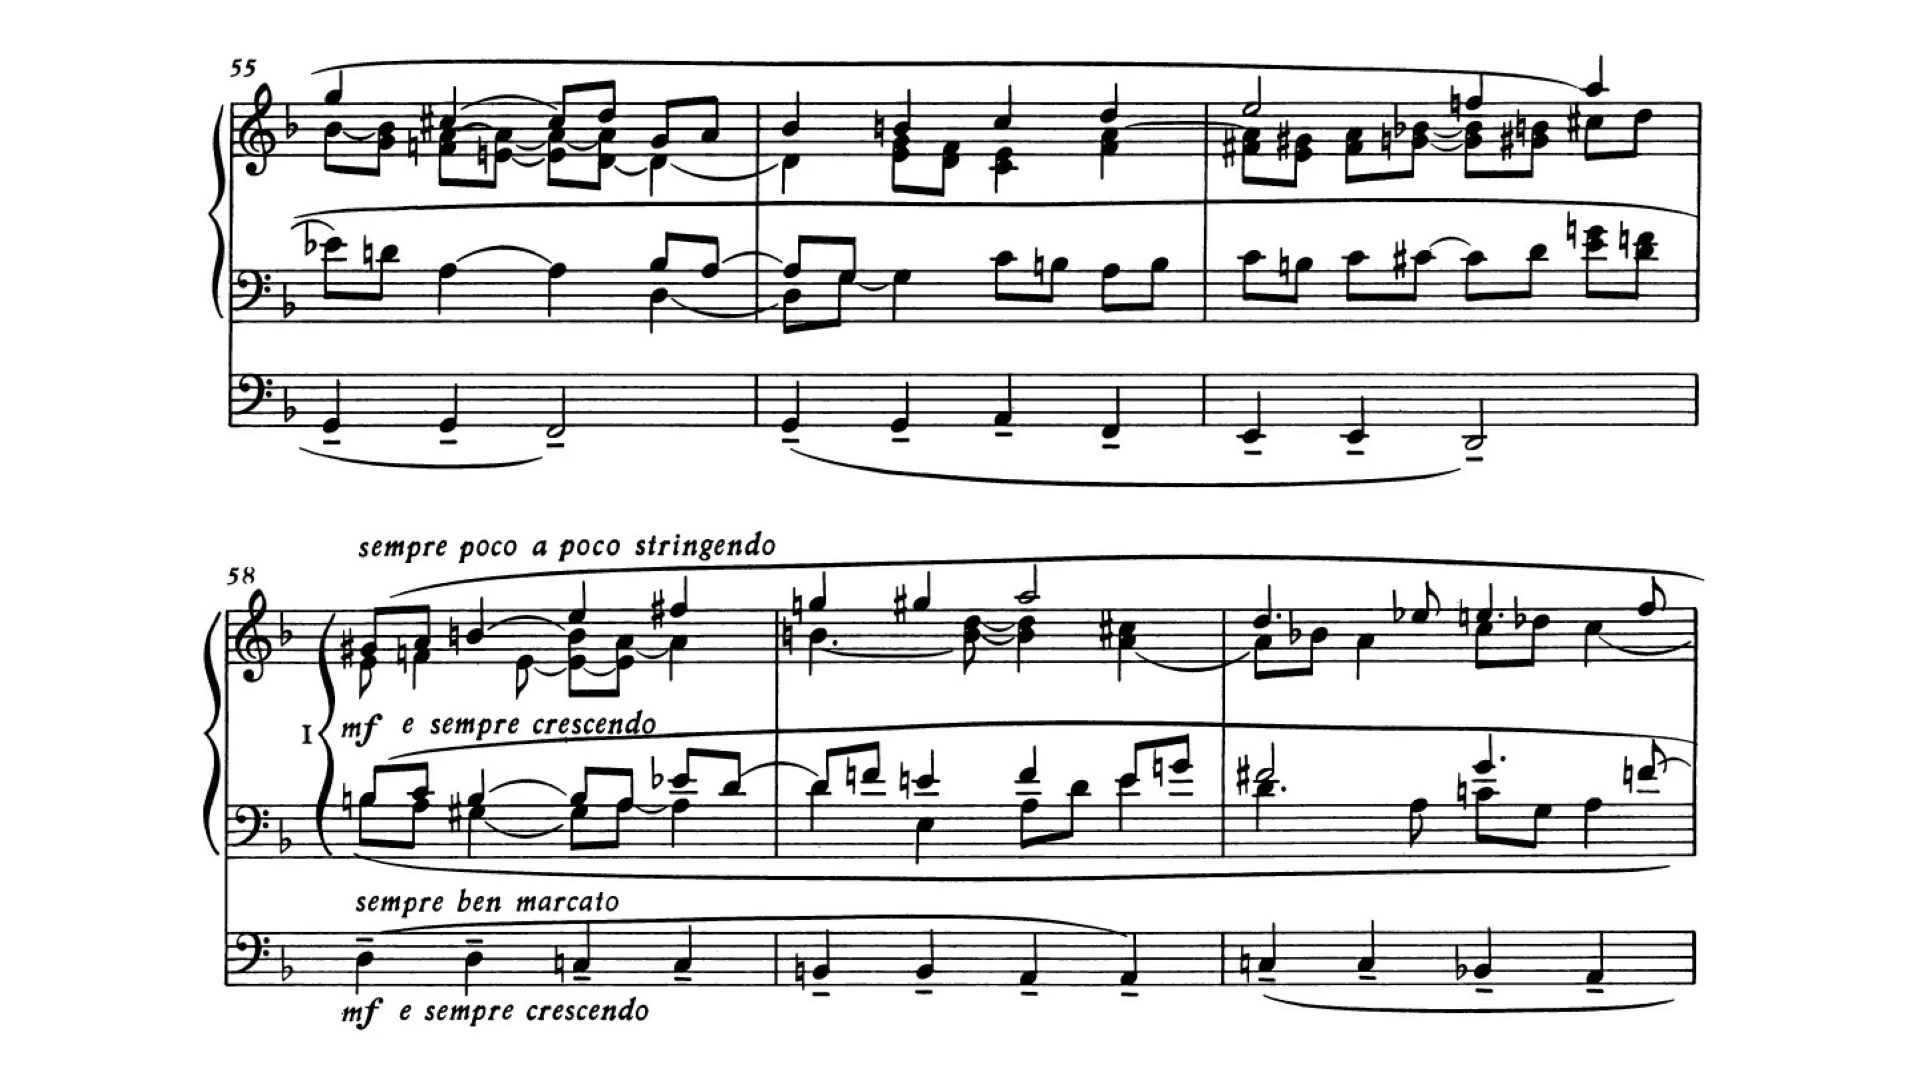 55
sempre poco a poco stringendo
58
I
mf e sempre crescendo
sempre ben marcato
mf e sempre crescendo